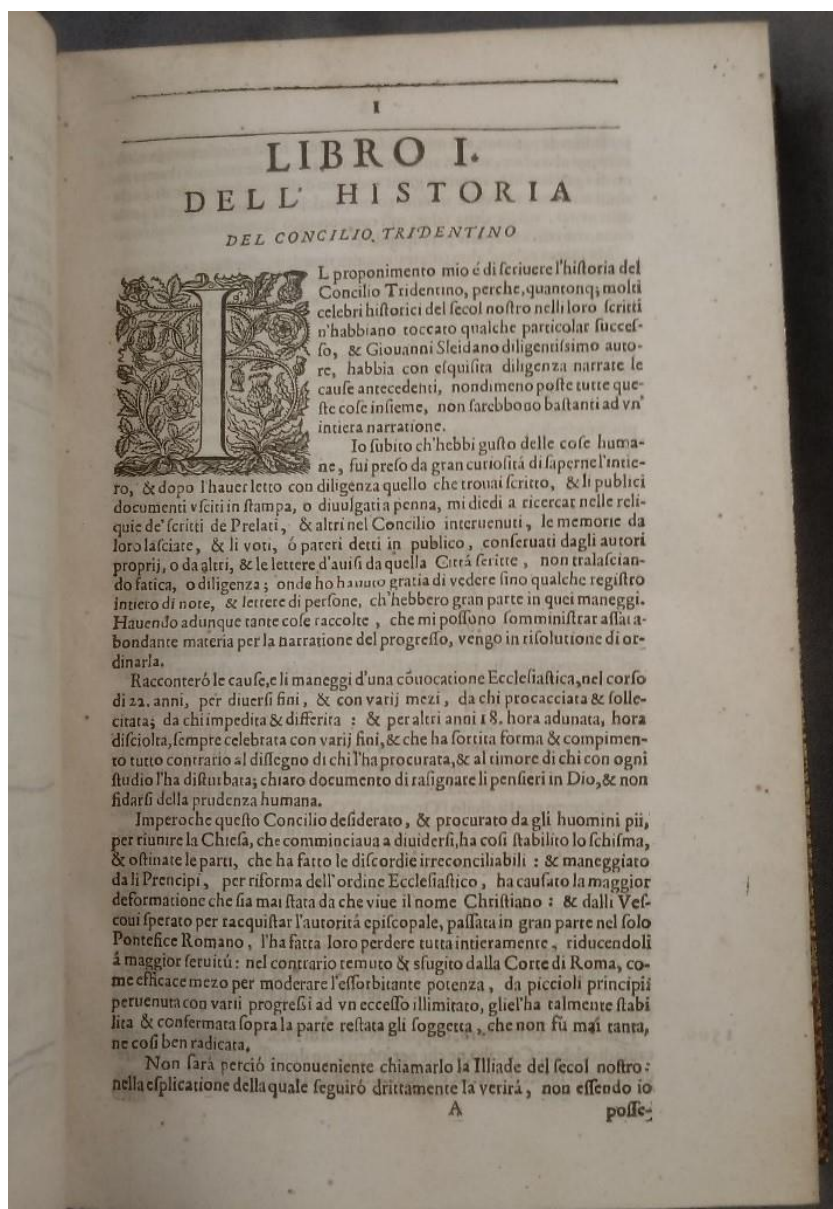 I
LIBRO I.
DELL' HISTORIA
DEL CONCILIO TRIDENTINO
IL proponimento mio é di ſcriuere l'hiſtoria del
Concilio Tridentino, perche, quantonq; molti
celebri hiſtorici del ſecol noſtro nelli loro ſcritti
n'habbiano toccato qualche particolar ſucceſ-
ſo, & Giouanni Sleidano diligentiſsimo auto-
re, habbia con eſquiſita diligenza narrate le
cauſe antecedenti, nondimeno poſte tutte que-
ſte coſe inſieme, non ſarebbono baſtanti ad vn'
intiera narratione.
Io ſubito ch'hebbi guſto delle coſe huma-
ne, fui preſo da gran curioſitá di ſaperne l'intie-
ro, & dopo l'hauer letto con diligenza quello che trouai ſcritto, & li publici
documenti vſciti in ſtampa, o diuulgati a penna, mi diedi a ricercar nelle reli-
quie de' ſcritti de Prelati, & altri nel Concilio interuenuti, le memorie da
loro laſciate, & li voti, ó pareri detti in publico, conſeruati dagli autori
proprij, o da altri, & le lettere d'auiſi da quella Cittá ſcritte, non tralaſcian-
do fatica, o diligenza; onde ho hauuto gratia di vedere ſino qualche regiſtro
intiero di note, & lettere di perſone, ch'hebbero gran parte in quei maneggi.
Hauendo adunque tante coſe raccolte, che mi poſſono ſomminiſtrar aſſai a-
bondante materia per la narratione del progreſſo, vengo in riſolutione di or-
dinarla.
Racconteró le cauſe, e li maneggi d'una cõuocatione Eccleſiaſtica, nel corſo
di 22. anni, per diuerſi fini, & con varij mezi, da chi procacciata & ſolle-
citata; da chi impedita & differita : & per altri anni 18. hora adunata, hora
diſciolta, ſempre celebrata con varij fini, & che ha ſortita forma & compimen-
to tutto contrario al diſſegno di chi l'ha procurata, & al timore di chi con ogni
ſtudio l'ha diſturbata; chiaro documento di raſignare li penſieri in Dio, & non
fidarſi della prudenza humana.
Imperoche queſto Concilio deſiderato, & procurato da gli huomini pii,
per riunire la Chieſa, che comminciaua a diuiderſi, ha coſi ſtabilito lo ſchiſma,
& oſtinate le parti, che ha fatto le diſcordie irreconciliabili : & maneggiato
da li Prencipi, per riforma dell'ordine Eccleſiaſtico, ha cauſato la maggior
deformatione che ſia mai ſtata da che viue il nome Chriſtiano : & dalli Veſ-
coui ſperato per racquiſtar l'autoritá epiſcopale, paſſata in gran parte nel ſolo
Pontefice Romano, l'ha fatta loro perdere tutta intieramente, riducendoli
á maggior ſeruitú: nel contrario temuto & sfugito dalla Corte di Roma, co-
me efficace mezo per moderare l'eſſorbitante potenza, da piccioli principii
peruenuta con varii progreſsi ad vn ecceſſo illimitato, gliel'ha talmente ſtabi
lita & confermata ſopra la parte reſtata gli ſoggetta, che non fú mai tanta,
ne coſi ben radicata.
Non ſará perció inconueniente chiamarlo la Illiade del ſecol noſtro:
nella eſplicatione della quale ſeguiró drittamente la veritá, non eſſendo io
A
poſſe-